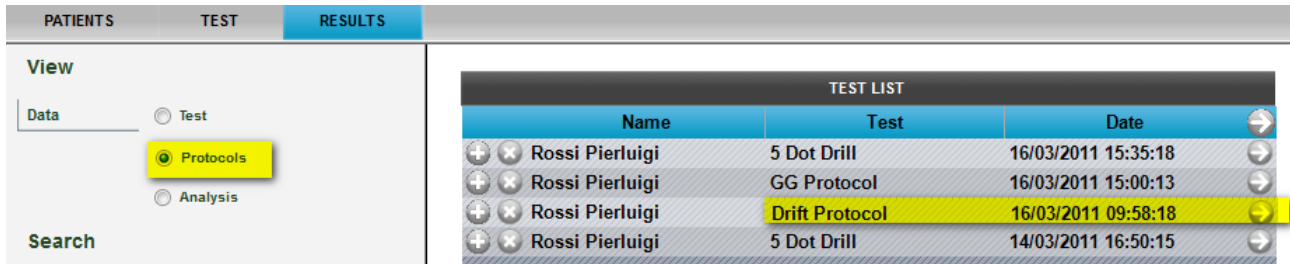 PATIENTS TEST RESULTS
View
Data
Test
Protocols
Analysis
Search
TEST LIST
Name Test Date
Rossi Pierluigi 5 Dot Drill 16/03/2011 15:35:18
Rossi Pierluigi GG Protocol 16/03/2011 15:00:13
Rossi Pierluigi Drift Protocol 16/03/2011 09:58:18
Rossi Pierluigi 5 Dot Drill 14/03/2011 16:50:15